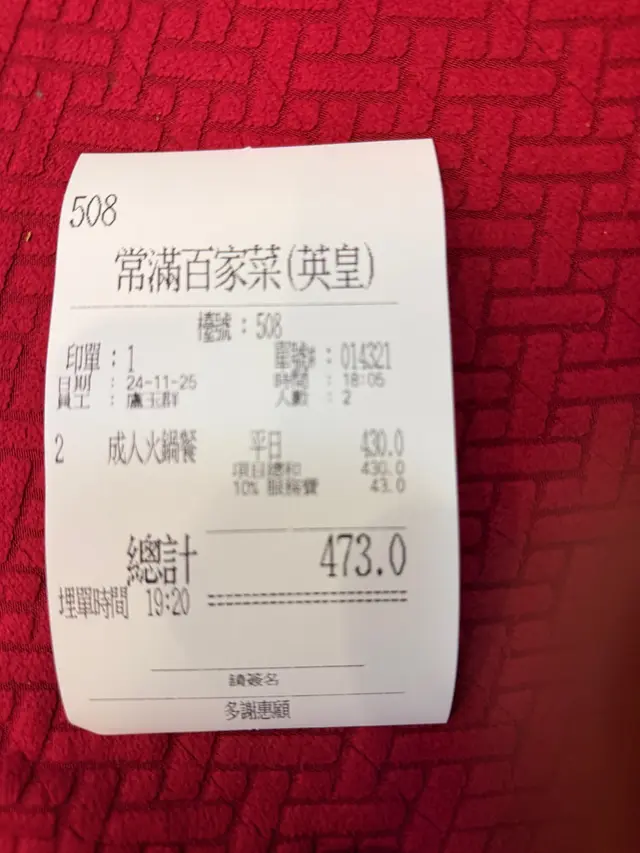 508
常滿百家菜(英皇)
檯號：508
印單：1 單號#：014321
日期：24-11-25 時間：18:05
員工：盧玉群 人數：2
2 成人火鍋餐 平日 430.0
項目總和 430.0
10% 服務費 43.0
總計 473.0
埋單時間 19:20
請簽名
多謝惠顧